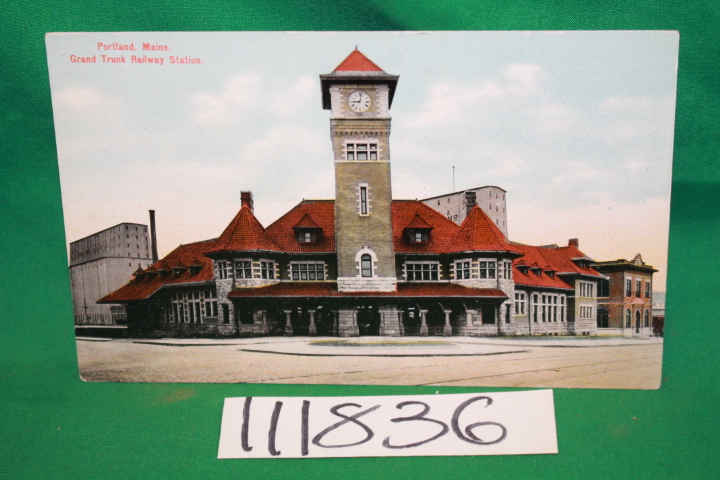 Portland, Maine.
Grand Trunk Railway Station.
111836